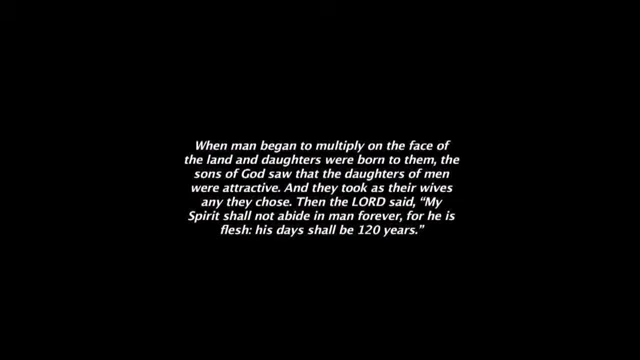 When man began to multiply on the face of
the land and daughters were born to them, the
sons of God saw that the daughters of men
were attractive. And they took as their wives
any they chose. Then the LORD said, “My
Spirit shall not abide in man forever, for he is
flesh: his days shall be 120 years.”